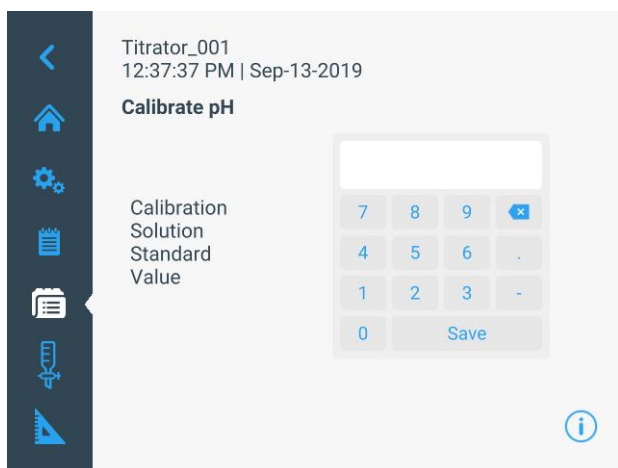 Titrator_001
12:37:37 PM | Sep-13-2019
Calibrate pH
Calibration
Solution
Standard
Value
7 8 9
4 5 6 .
1 2 3 -
0 Save
i